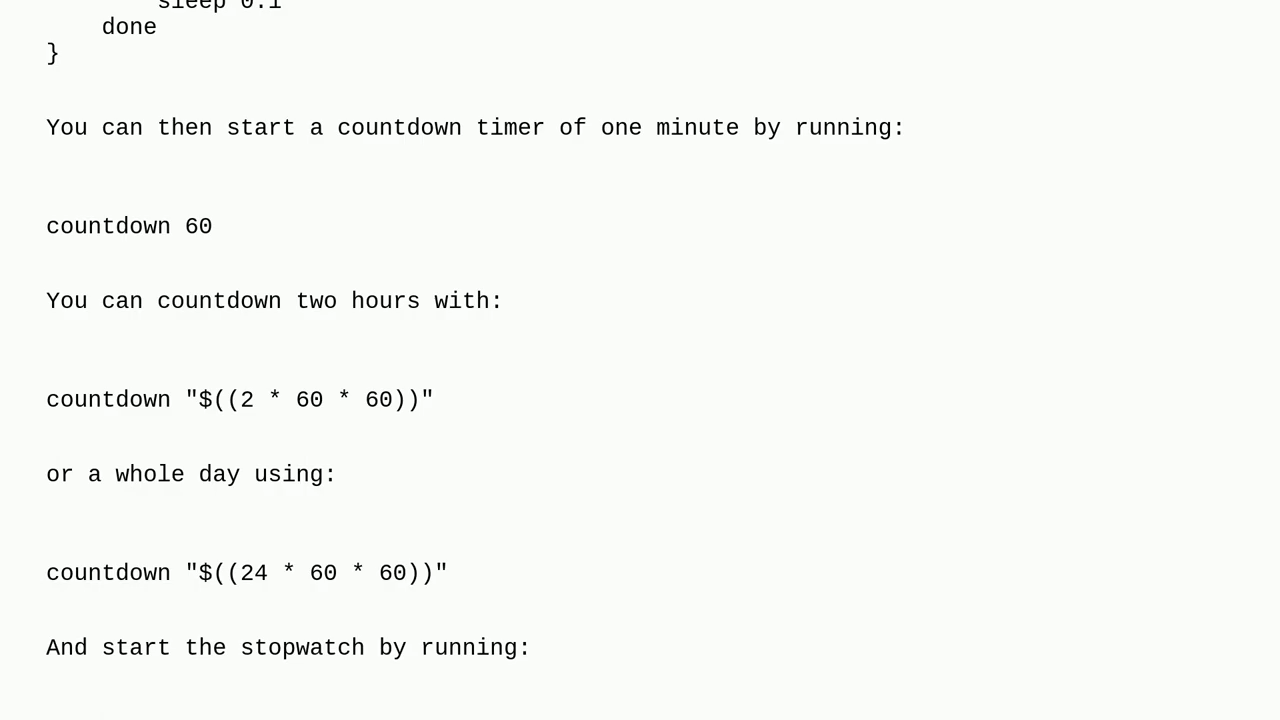 sleep 0.1
done
}
You can then start a countdown timer of one minute by running:
countdown 60
You can countdown two hours with:
countdown "$((2 * 60 * 60))"
or a whole day using:
countdown "$((24 * 60 * 60))"
And start the stopwatch by running: